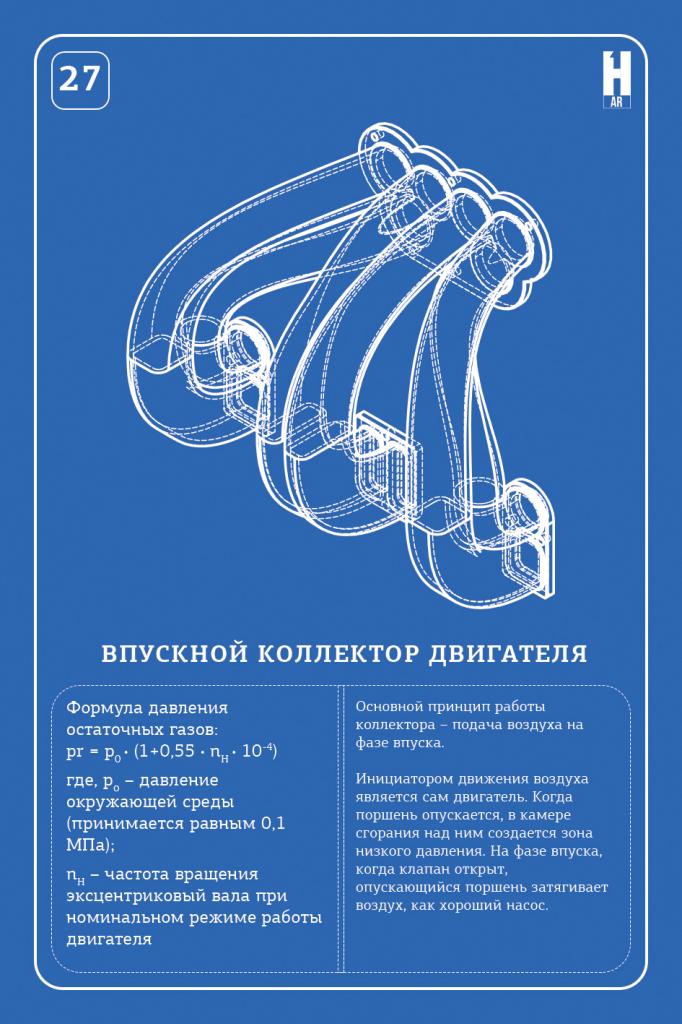 27
H
AR
ВПУСКНОЙ КОЛЛЕКТОР ДВИГАТЕЛЯ
Формула давления
остаточных газов:
pr = p₀ · (1+0,55 · nН · 10⁻⁴)
где, p₀ – давление
окружающей среды
(принимается равным 0,1
МПа);
nН – частота вращения
эксцентриковый вала при
номинальном режиме работы
двигателя
Основной принцип работы
коллектора – подача воздуха на
фазе впуска.
Инициатором движения воздуха
является сам двигатель. Когда
поршень опускается, в камере
сгорания над ним создается зона
низкого давления. На фазе впуска,
когда клапан открыт,
опускающийся поршень затягивает
воздух, как хороший насос.